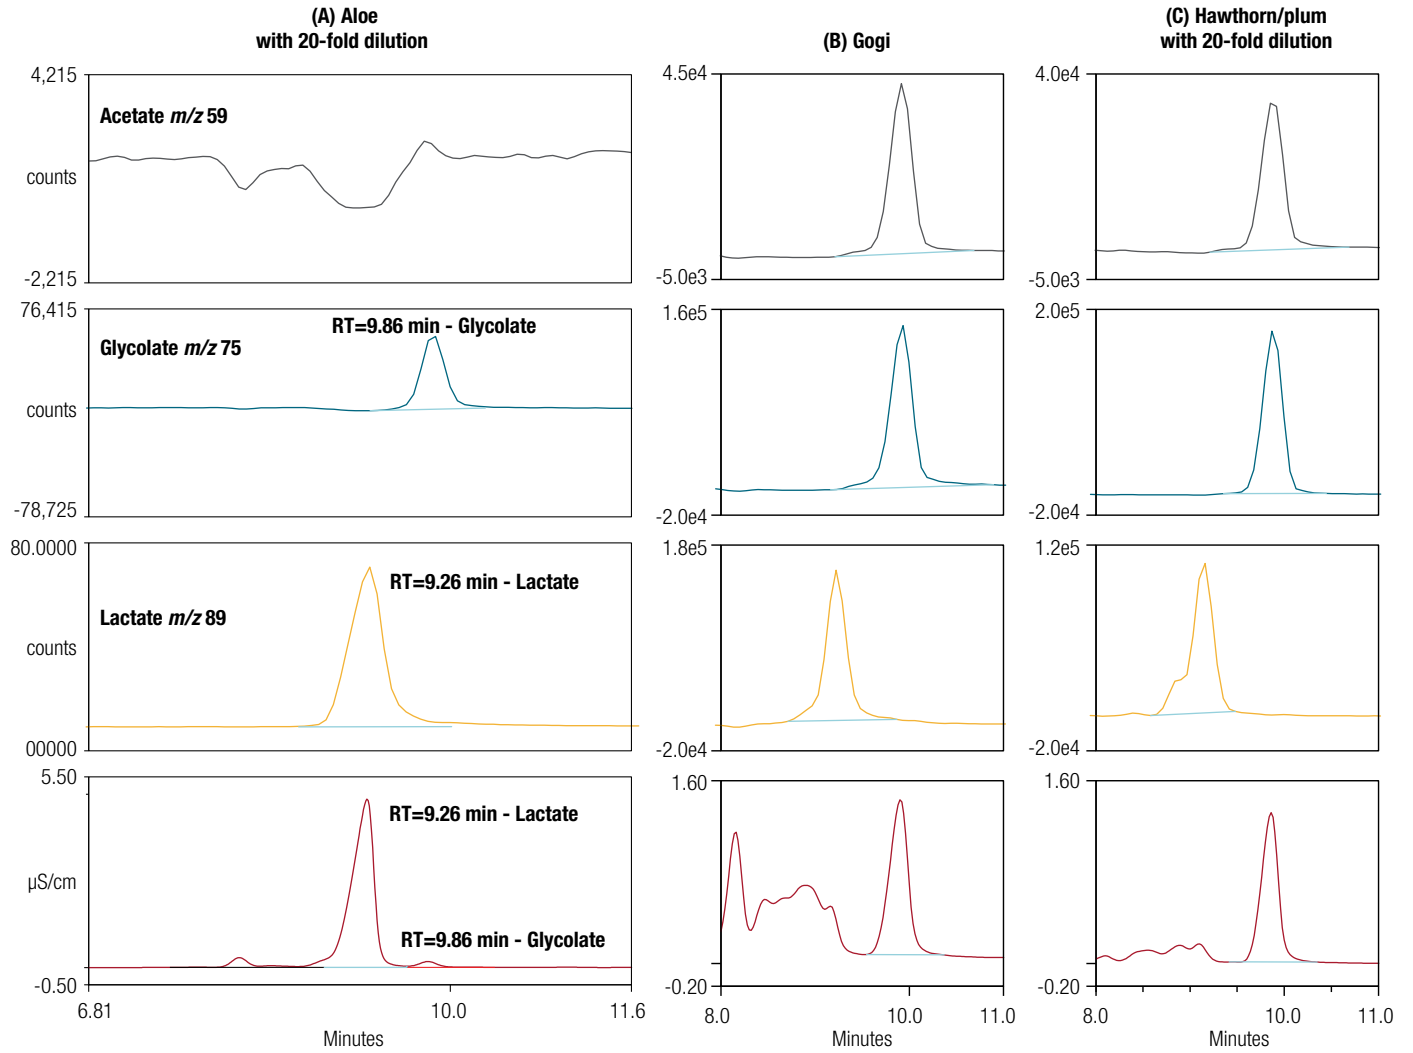 (A) Aloe
with 20-fold dilution
(B) Gogi
(C) Hawthorn/plum
with 20-fold dilution
4,215
Acetate m/z 59
counts
-2,215
4.5e4
-5.0e3
4.0e4
-5.0e3
76,415
RT=9.86 min - Glycolate
Glycolate m/z 75
counts
-78,725
1.6e5
-2.0e4
2.0e5
-2.0e4
80.0000
RT=9.26 min - Lactate
Lactate m/z 89
counts
00000
1.8e5
-2.0e4
1.2e5
-2.0e4
5.50
RT=9.26 min - Lactate
µS/cm
RT=9.86 min - Glycolate
-0.50
6.81
10.0
11.6
Minutes
1.60
-0.20
8.0
10.0
11.0
Minutes
1.60
-0.20
8.0
10.0
11.0
Minutes